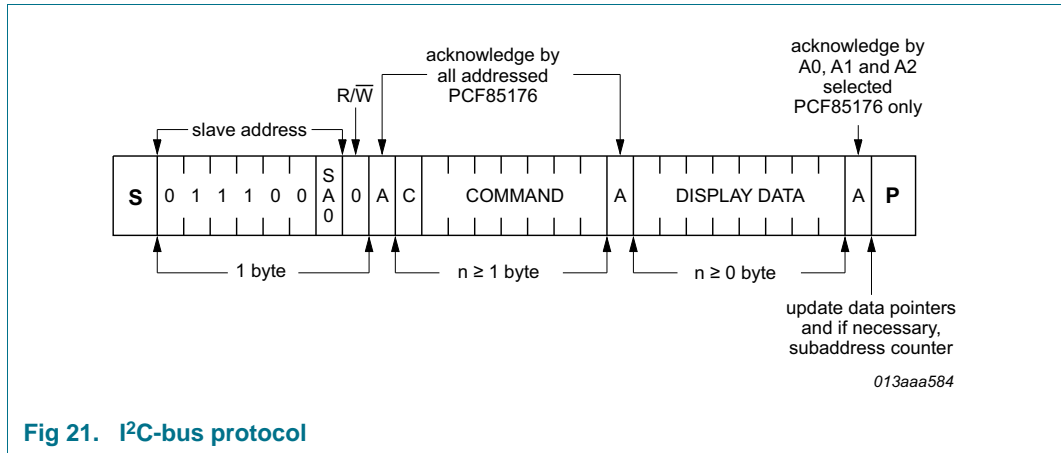 acknowledge by
all addressed
PCF85176
acknowledge by
A0, A1 and A2
selected
PCF85176 only
R/W̅
slave address
S 0 1 1 1 0 0 SA0 0 A C COMMAND A DISPLAY DATA A P
1 byte
n ≥ 1 byte
n ≥ 0 byte
update data pointers
and if necessary,
subaddress counter
013aaa584
Fig 21. I²C-bus protocol